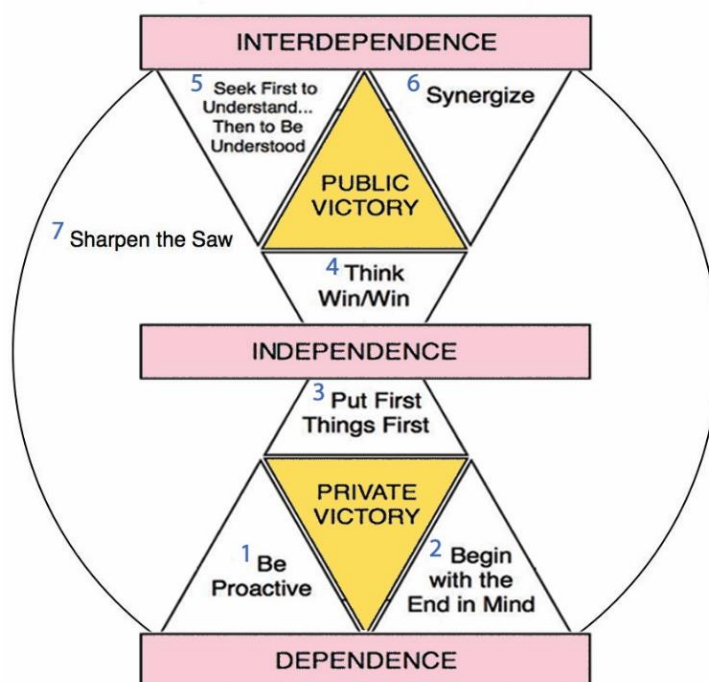 INTERDEPENDENCE
5 Seek First to
Understand...
Then to Be
Understood
6 Synergize
PUBLIC
VICTORY
7 Sharpen the Saw
4 Think
Win/Win
INDEPENDENCE
3 Put First
Things First
PRIVATE
VICTORY
1 Be
Proactive
2 Begin
with the
End in Mind
DEPENDENCE